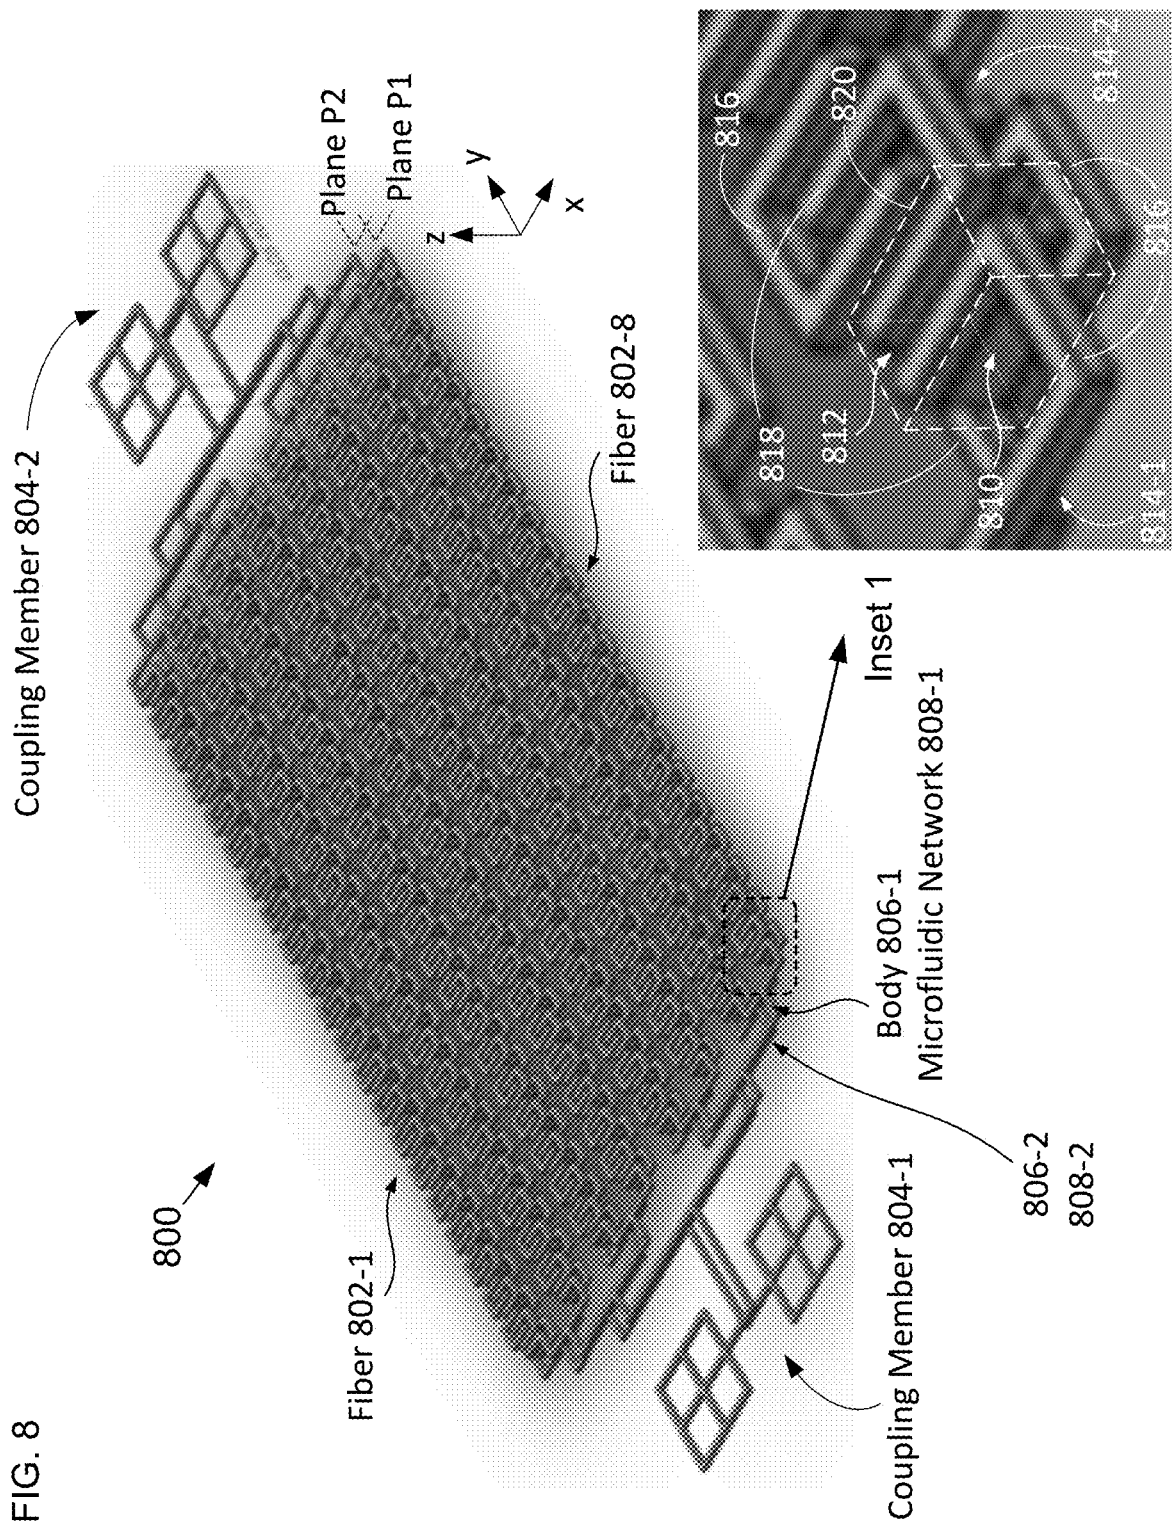 FIG. 8
800
Coupling Member 804-2
Plane P2
Plane P1
z
y
x
Fiber 802-1
Fiber 802-8
Coupling Member 804-1
806-2
808-2
Body 806-1
Microfluidic Network 808-1
Inset 1
816
820
818
812
810
814-1
814-2
816